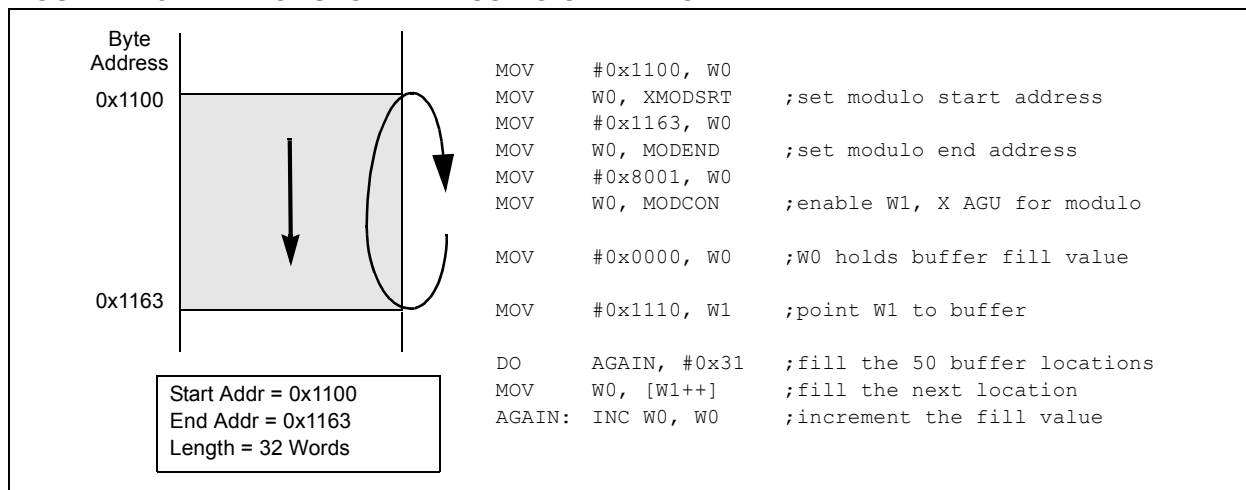 Byte
Address
0x1100
0x1163
Start Addr = 0x1100
End Addr = 0x1163
Length = 32 Words
MOV #0x1100, W0
MOV W0, XMODSRT ;set modulo start address
MOV #0x1163, W0
MOV W0, MODEND ;set modulo end address
MOV #0x8001, W0
MOV W0, MODCON ;enable W1, X AGU for modulo
MOV #0x0000, W0 ;W0 holds buffer fill value
MOV #0x1110, W1 ;point W1 to buffer
DO AGAIN, #0x31 ;fill the 50 buffer locations
MOV W0, [W1++] ;fill the next location
AGAIN: INC W0, W0 ;increment the fill value